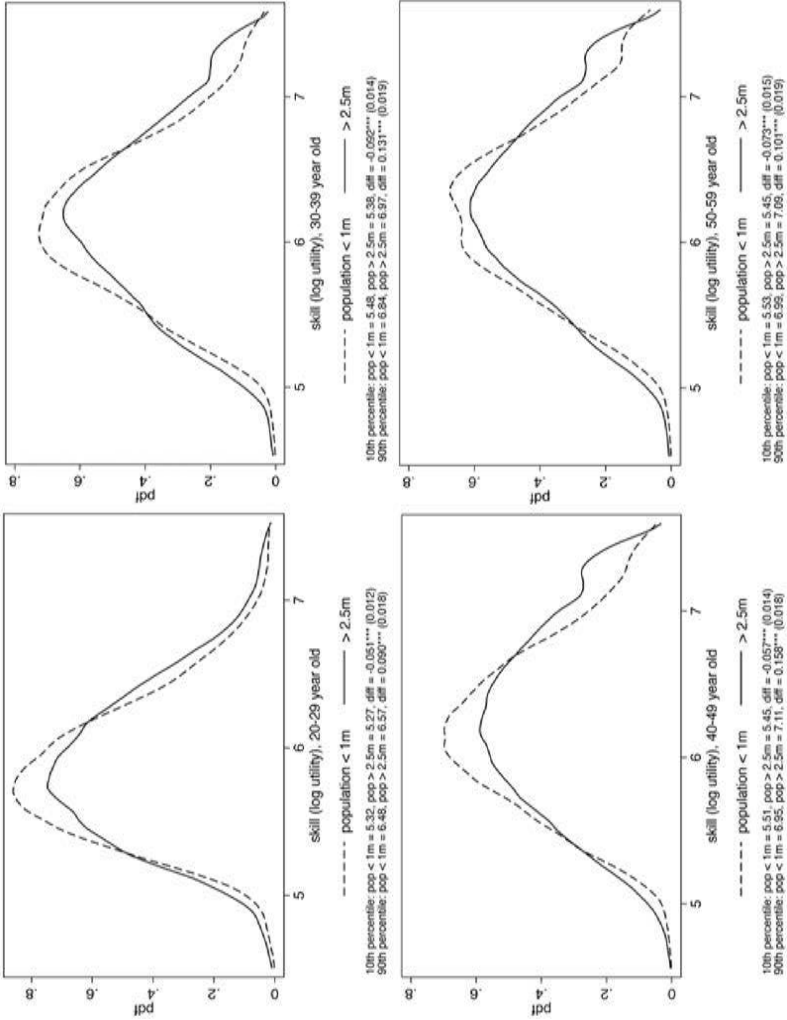 pdf
0 .2 .4 .6 .8
5 6 7
skill (log utility), 20-29 year old
population < 1m > 2.5m
10th percentile: pop < 1m = 5.32, pop > 2.5m = 5.27, diff = -0.051*** (0.012)
90th percentile: pop < 1m = 6.48, pop > 2.5m = 6.57, diff = 0.090*** (0.018)
pdf
0 .2 .4 .6 .8
5 6 7
skill (log utility), 30-39 year old
population < 1m > 2.5m
10th percentile: pop < 1m = 5.48, pop > 2.5m = 5.38, diff = -0.092*** (0.014)
90th percentile: pop < 1m = 6.84, pop > 2.5m = 6.97, diff = 0.131*** (0.019)
pdf
0 .2 .4 .6 .8
5 6 7
skill (log utility), 40-49 year old
population < 1m > 2.5m
10th percentile: pop < 1m = 5.51, pop > 2.5m = 5.45, diff = -0.057*** (0.014)
90th percentile: pop < 1m = 6.95, pop > 2.5m = 7.11, diff = 0.158*** (0.018)
pdf
0 .2 .4 .6 .8
5 6 7
skill (log utility), 50-59 year old
population < 1m > 2.5m
10th percentile: pop < 1m = 5.53, pop > 2.5m = 5.45, diff = -0.073*** (0.015)
90th percentile: pop < 1m = 6.99, pop > 2.5m = 7.09, diff = 0.101*** (0.019)